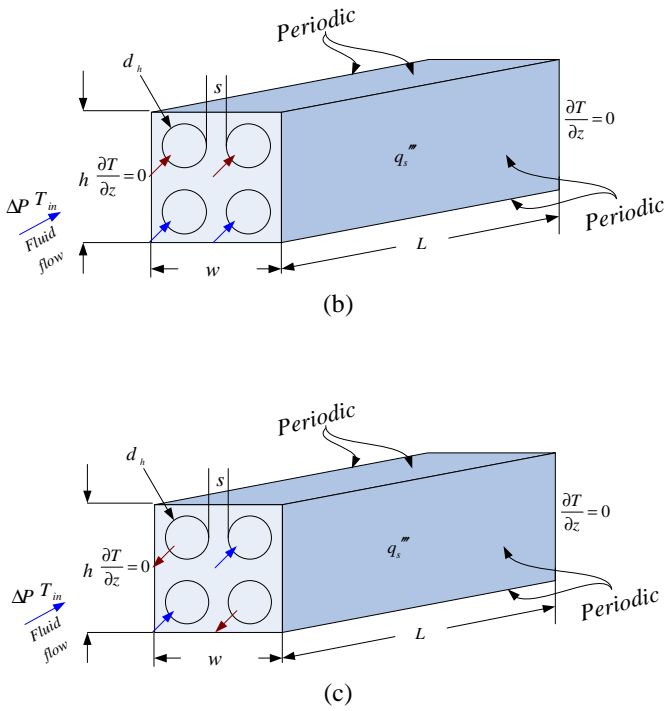 Periodic
d_h
s
h ∂T/∂z = 0
q_s‴
∂T/∂z = 0
ΔP T_in
Fluid
flow
Periodic
L
w
(b)
Periodic
d_h
s
h ∂T/∂z = 0
q_s‴
∂T/∂z = 0
ΔP T_in
Fluid
flow
Periodic
L
w
(c)